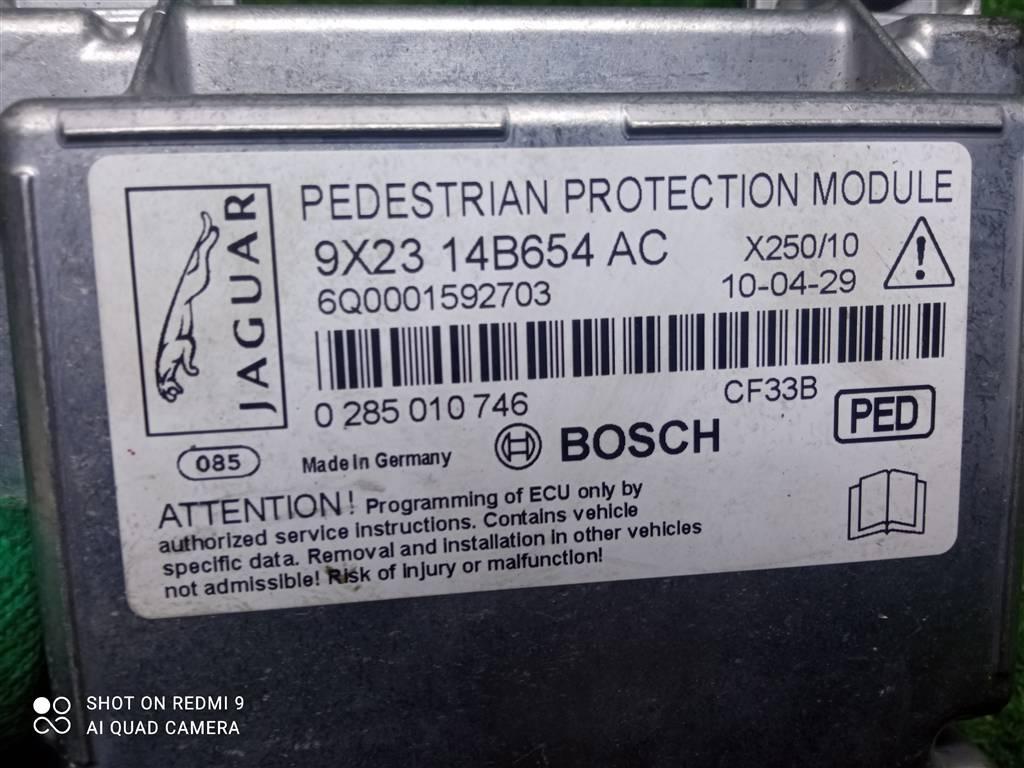 JAGUAR
PEDESTRIAN PROTECTION MODULE
9X23 14B654 AC
X250/10
6Q0001592703
10-04-29
0 285 010 746
CF33B
PED
085
Made in Germany
BOSCH
ATTENTION! Programming of ECU only by
authorized service instructions. Contains vehicle
specific data. Removal and installation in other vehicles
not admissible! Risk of injury or malfunction!
SHOT ON REDMI 9
AI QUAD CAMERA